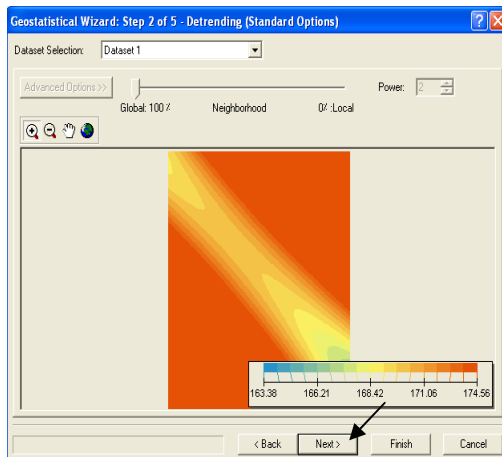 Geostatistical Wizard: Step 2 of 5 - Detrending (Standard Options)
Dataset Selection: Dataset 1
Advanced Options >> Power: 2
Global: 100 % Neighborhood 0% :Local
163.38 166.21 168.42 171.06 174.56
< Back Next > Finish Cancel